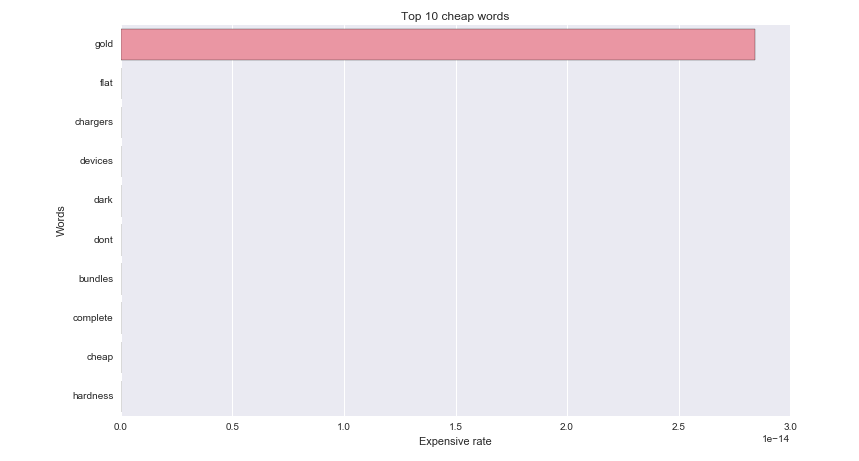 Top 10 cheap words
gold
flat
chargers
devices
dark
dont
bundles
complete
cheap
hardness
Words
0.0 0.5 1.0 1.5 2.0 2.5 3.0
1e−14
Expensive rate